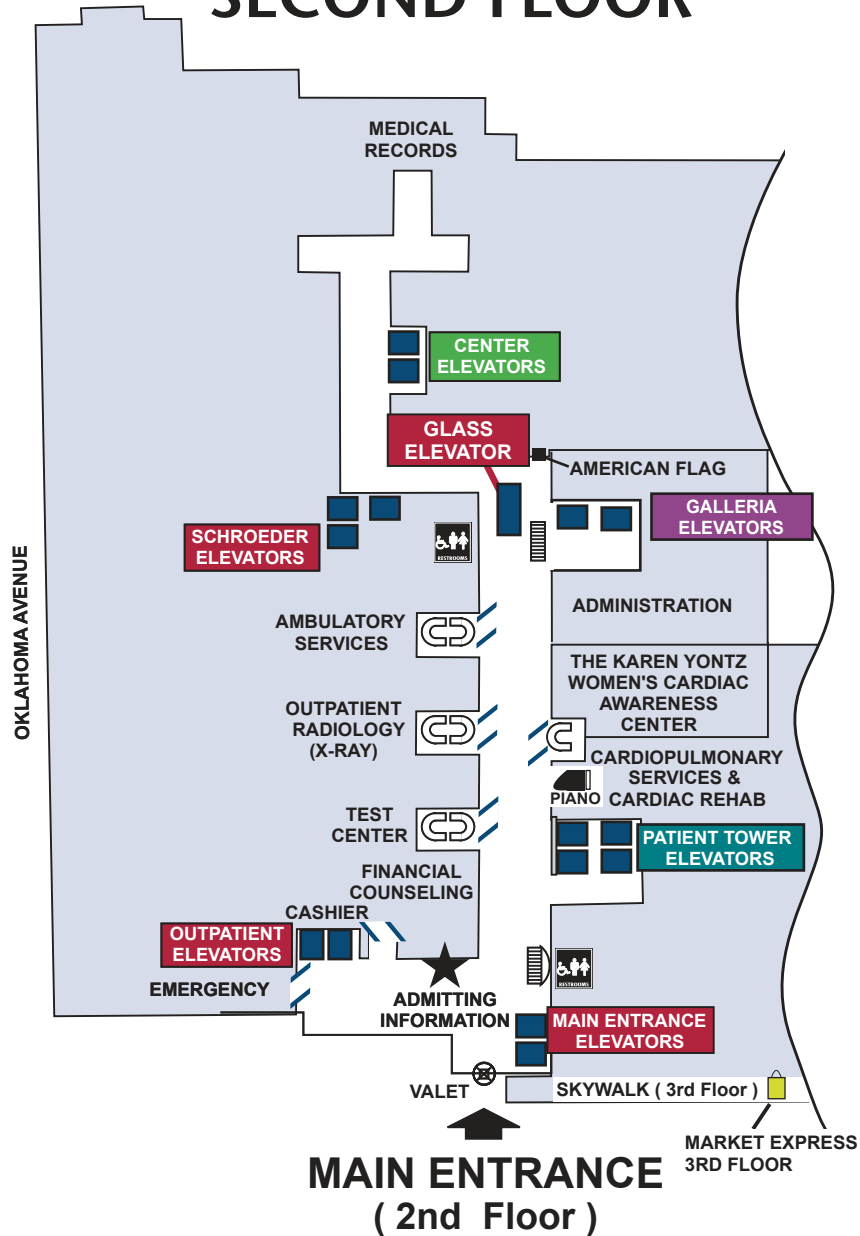 SECOND FLOOR
MEDICAL
RECORDS
CENTER
ELEVATORS
GLASS
ELEVATOR
AMERICAN FLAG
GALLERIA
ELEVATORS
SCHROEDER
ELEVATORS
RESTROOMS
OKLAHOMA AVENUE
ADMINISTRATION
AMBULATORY
SERVICES
THE KAREN YONTZ
WOMEN'S CARDIAC
AWARENESS
CENTER
OUTPATIENT
RADIOLOGY
(X-RAY)
CARDIOPULMONARY
SERVICES &
CARDIAC REHAB
PIANO
TEST
CENTER
PATIENT TOWER
ELEVATORS
FINANCIAL
COUNSELING
CASHIER
OUTPATIENT
ELEVATORS
EMERGENCY
RESTROOMS
ADMITTING
INFORMATION
MAIN ENTRANCE
ELEVATORS
VALET
SKYWALK ( 3rd Floor )
MARKET EXPRESS
3RD FLOOR
MAIN ENTRANCE
( 2nd Floor )